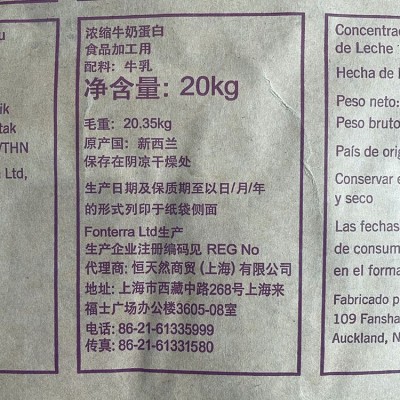 浓缩牛奶蛋白
食品加工用
配料: 牛乳
净含量: 20kg
毛重: 20.35kg
原产国: 新西兰
保存在阴凉干燥处
生产日期及保质期至以日/月/年
的形式列印于纸袋侧面
Fonterra Ltd生产
生产企业注册编码见 REG No
代理商: 恒天然商贸 (上海) 有限公司
地址: 上海市西藏中路268号上海来
福士广场办公楼3605-08室
电话: 86-21-61335999
传真: 86-21-61331580
Concentra
de Leche
Hecha de
Peso neto:
Peso bruto
País de orig
Conservar e
y seco
Las fechas
de consum
en el forma
Fabricado p
109 Fansha
Auckland, N
u
ik
tak
/THN
a Ltd,